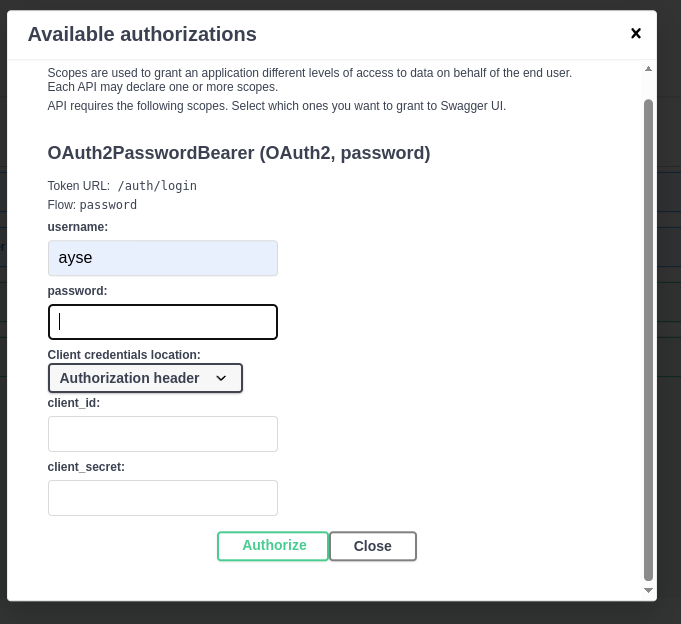 Available authorizations
Scopes are used to grant an application different levels of access to data on behalf of the end user.
Each API may declare one or more scopes.
API requires the following scopes. Select which ones you want to grant to Swagger UI.
OAuth2PasswordBearer (OAuth2, password)
Token URL: /auth/login
Flow: password
username:
ayse
password:
Client credentials location:
Authorization header
client_id:
client_secret:
Authorize Close